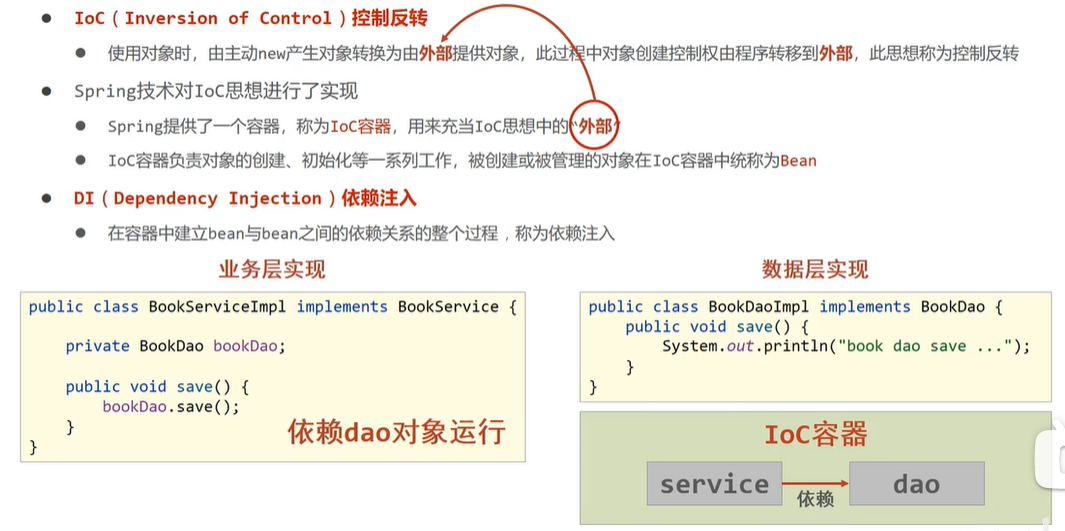 IoC（Inversion of Control）控制反转
使用对象时，由主动new产生对象转换为由外部提供对象，此过程中对象创建控制权由程序转移到外部，此思想称为控制反转
Spring技术对IoC思想进行了实现
Spring提供了一个容器，称为IoC容器，用来充当IoC思想中的“外部”
IoC容器负责对象的创建、初始化等一系列工作，被创建或被管理的对象在IoC容器中统称为Bean
DI（Dependency Injection）依赖注入
在容器中建立bean与bean之间的依赖关系的整个过程，称为依赖注入
业务层实现
public class BookServiceImpl implements BookService {
private BookDao bookDao;
public void save() {
bookDao.save();
}
}
依赖dao对象运行
数据层实现
public class BookDaoImpl implements BookDao {
public void save() {
System.out.println("book dao save ...");
}
}
IoC容器
service
依赖
dao